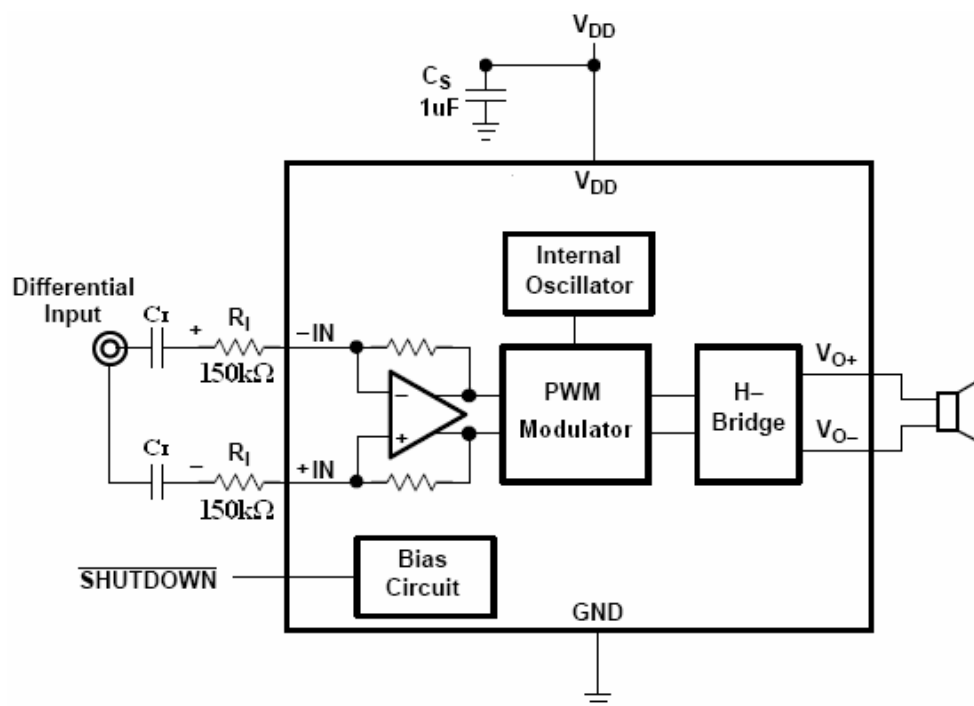 VDD
CS
1uF
VDD
Internal
Oscillator
Differential
Input
CI
+
RI
150kΩ
−IN
−
+
PWM
Modulator
H−
Bridge
VO+
VO−
CI
−
RI
150kΩ
+IN
SHUTDOWN
Bias
Circuit
GND